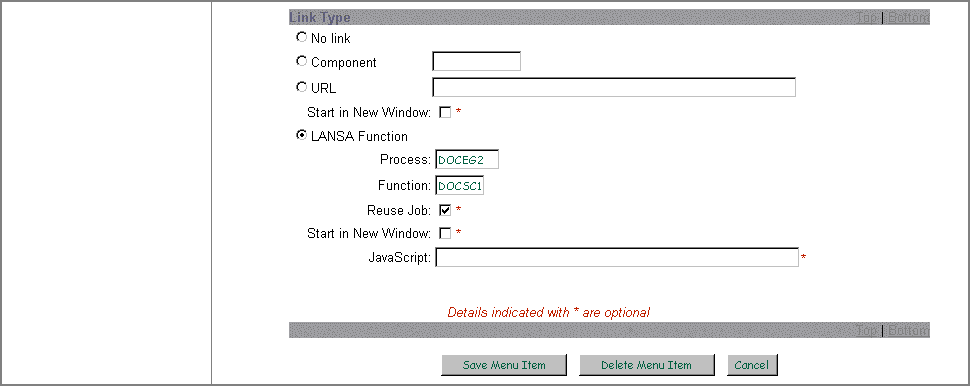 Link Type Top | Bottom
No link
Component
URL
Start in New Window: *
LANSA Function
Process: DOCEG2
Function: DOCSC1
Reuse Job: *
Start in New Window: *
JavaScript: *
Details indicated with * are optional
Top | Bottom
Save Menu Item Delete Menu Item Cancel